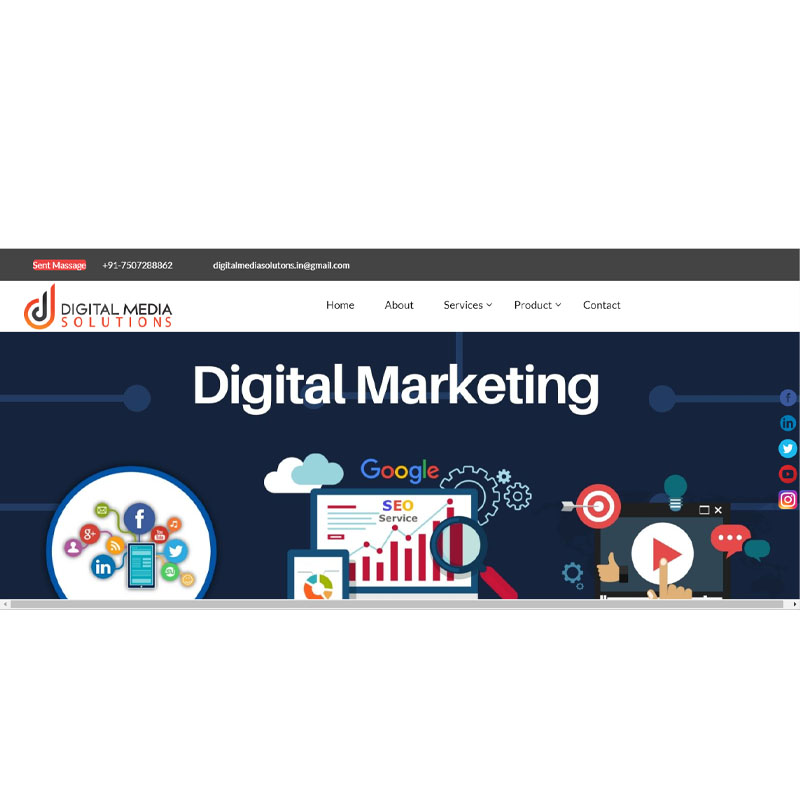 Sent Massage +91-7507288862 digitalmediasolutons.in@gmail.com
DIGITAL MEDIA
SOLUTIONS
Home About Services Product Contact
Digital Marketing
Google
SEO
Service
f
g+
You
Tube
in
f
in